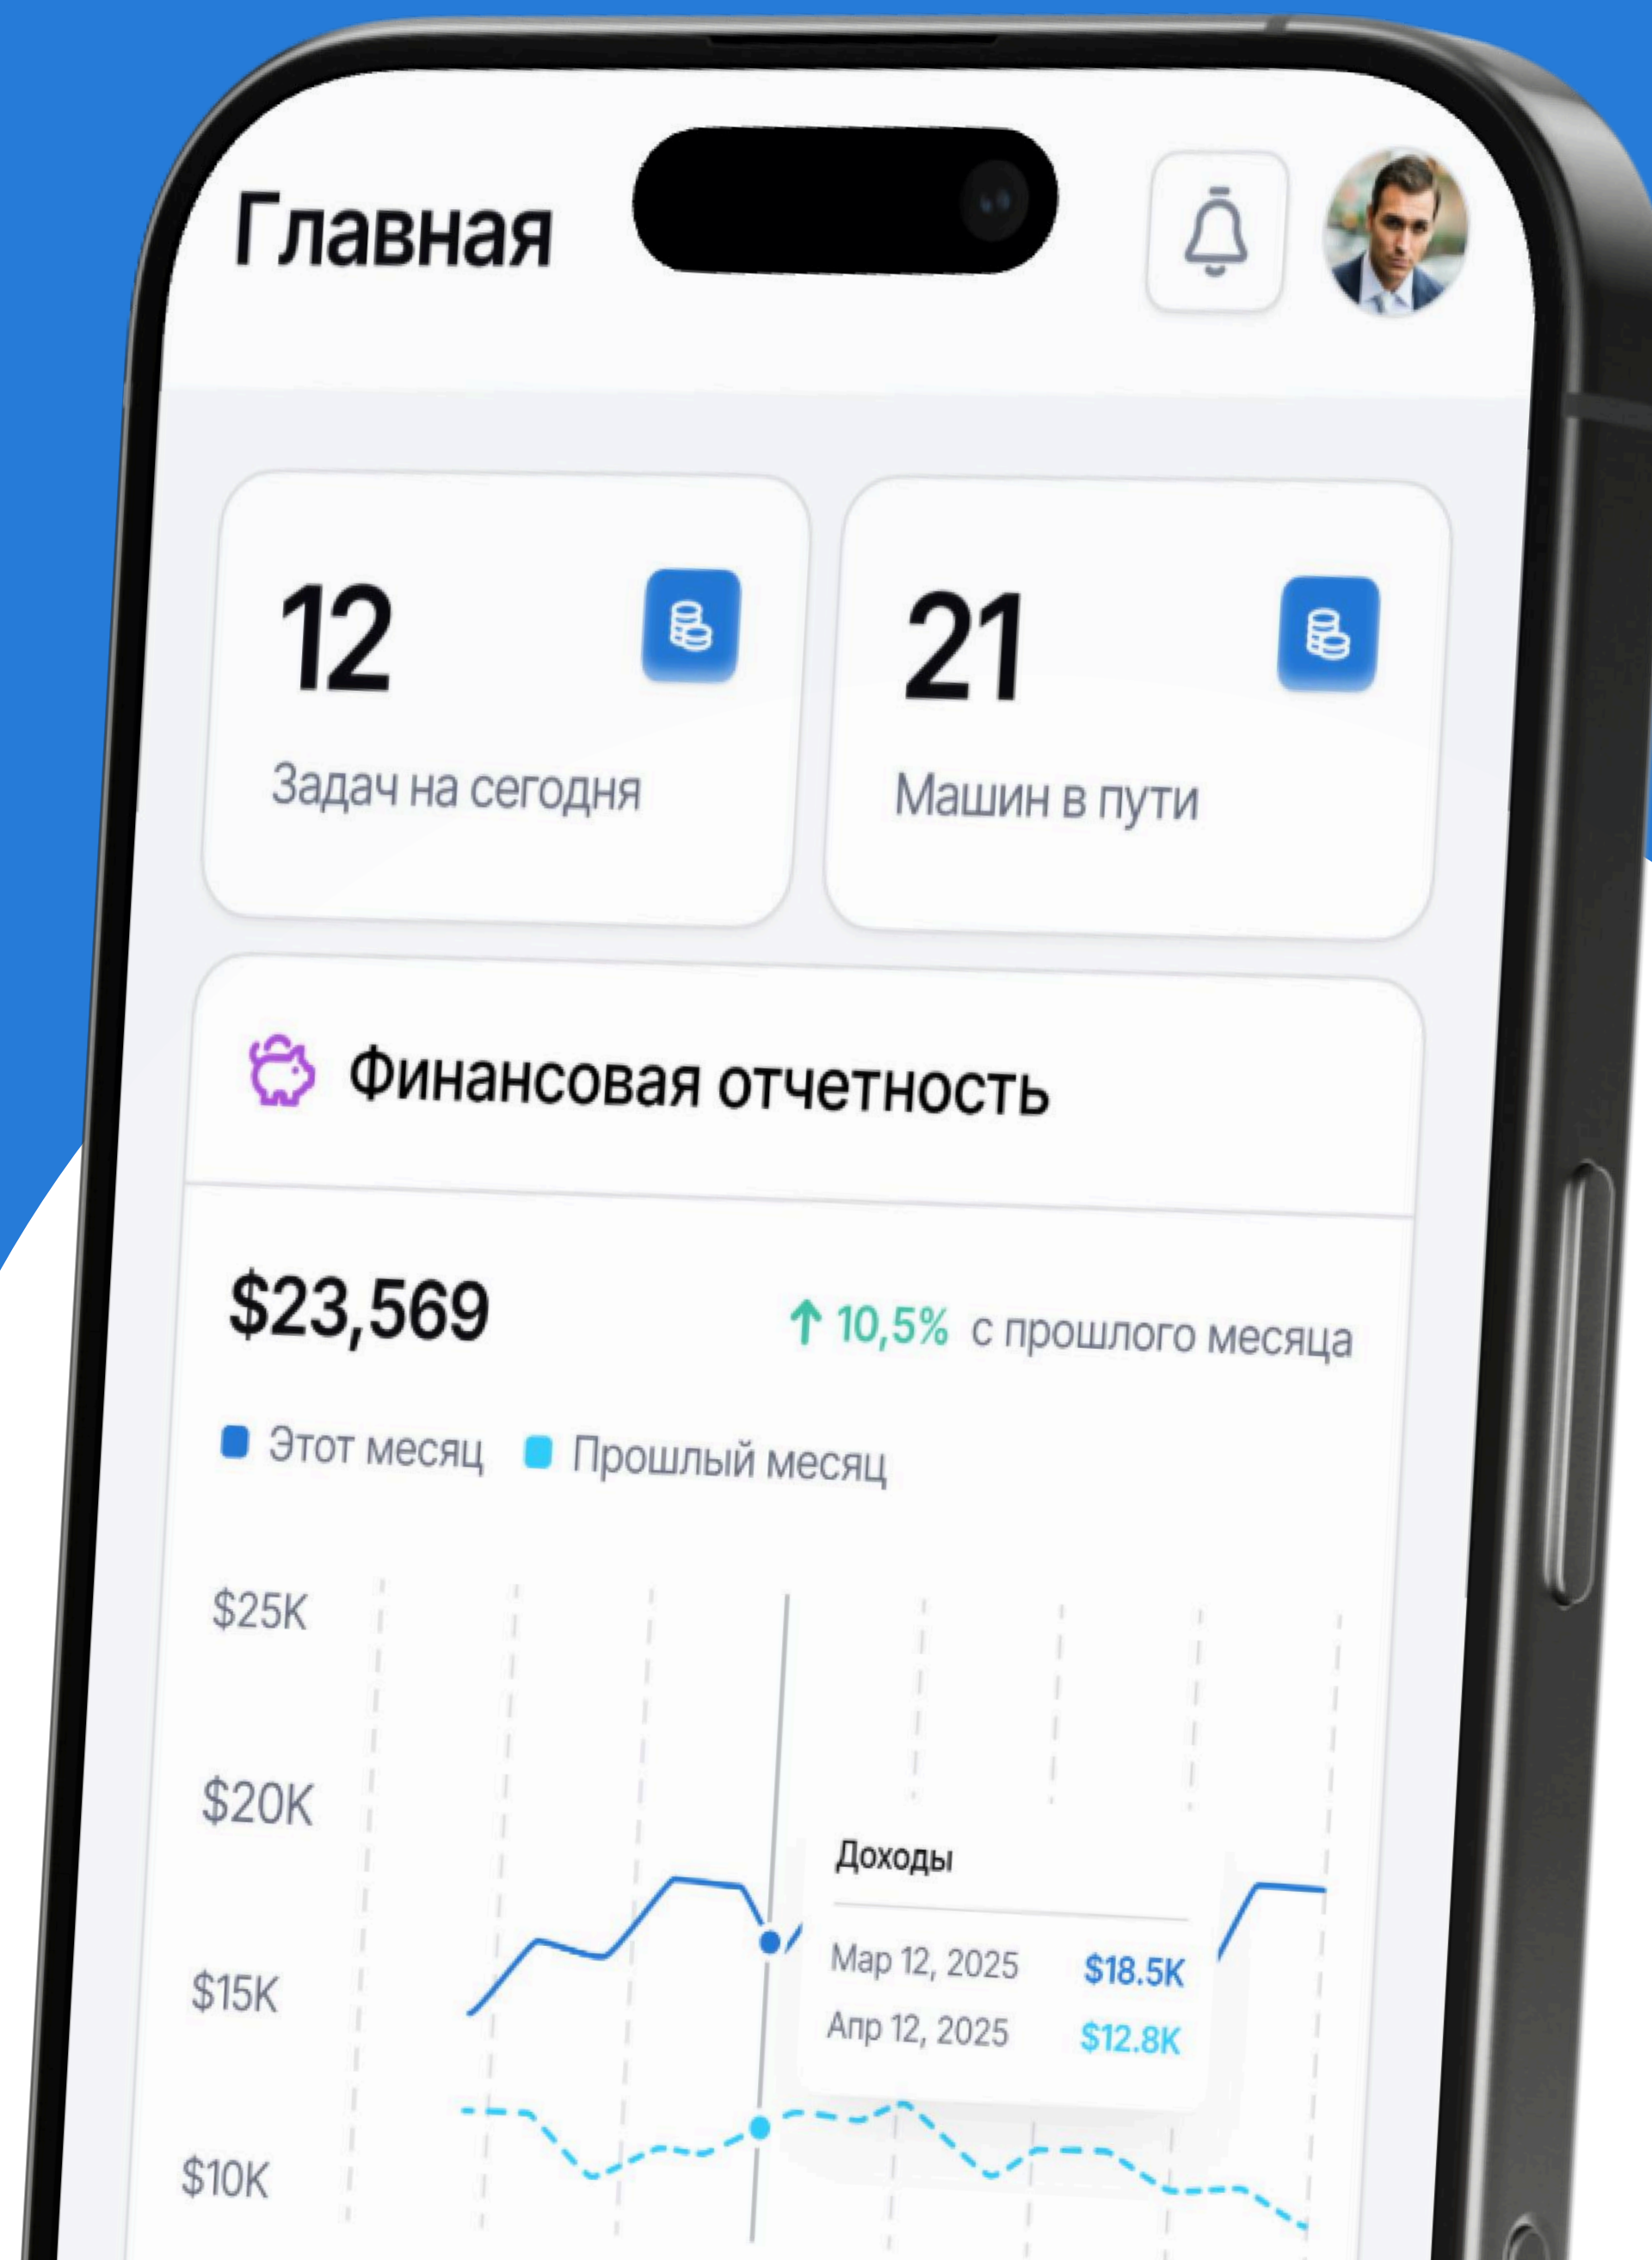 Главная
12
21
Задач на сегодня
Машин в пути
Финансовая отчетность
$23,569
10,5% с прошлого месяца
Этот месяц
Прошлый месяц
$25K
$20K
Доходы
Мар 12, 2025 $18.5K
$15K
Апр 12, 2025 $12.8K
$10K